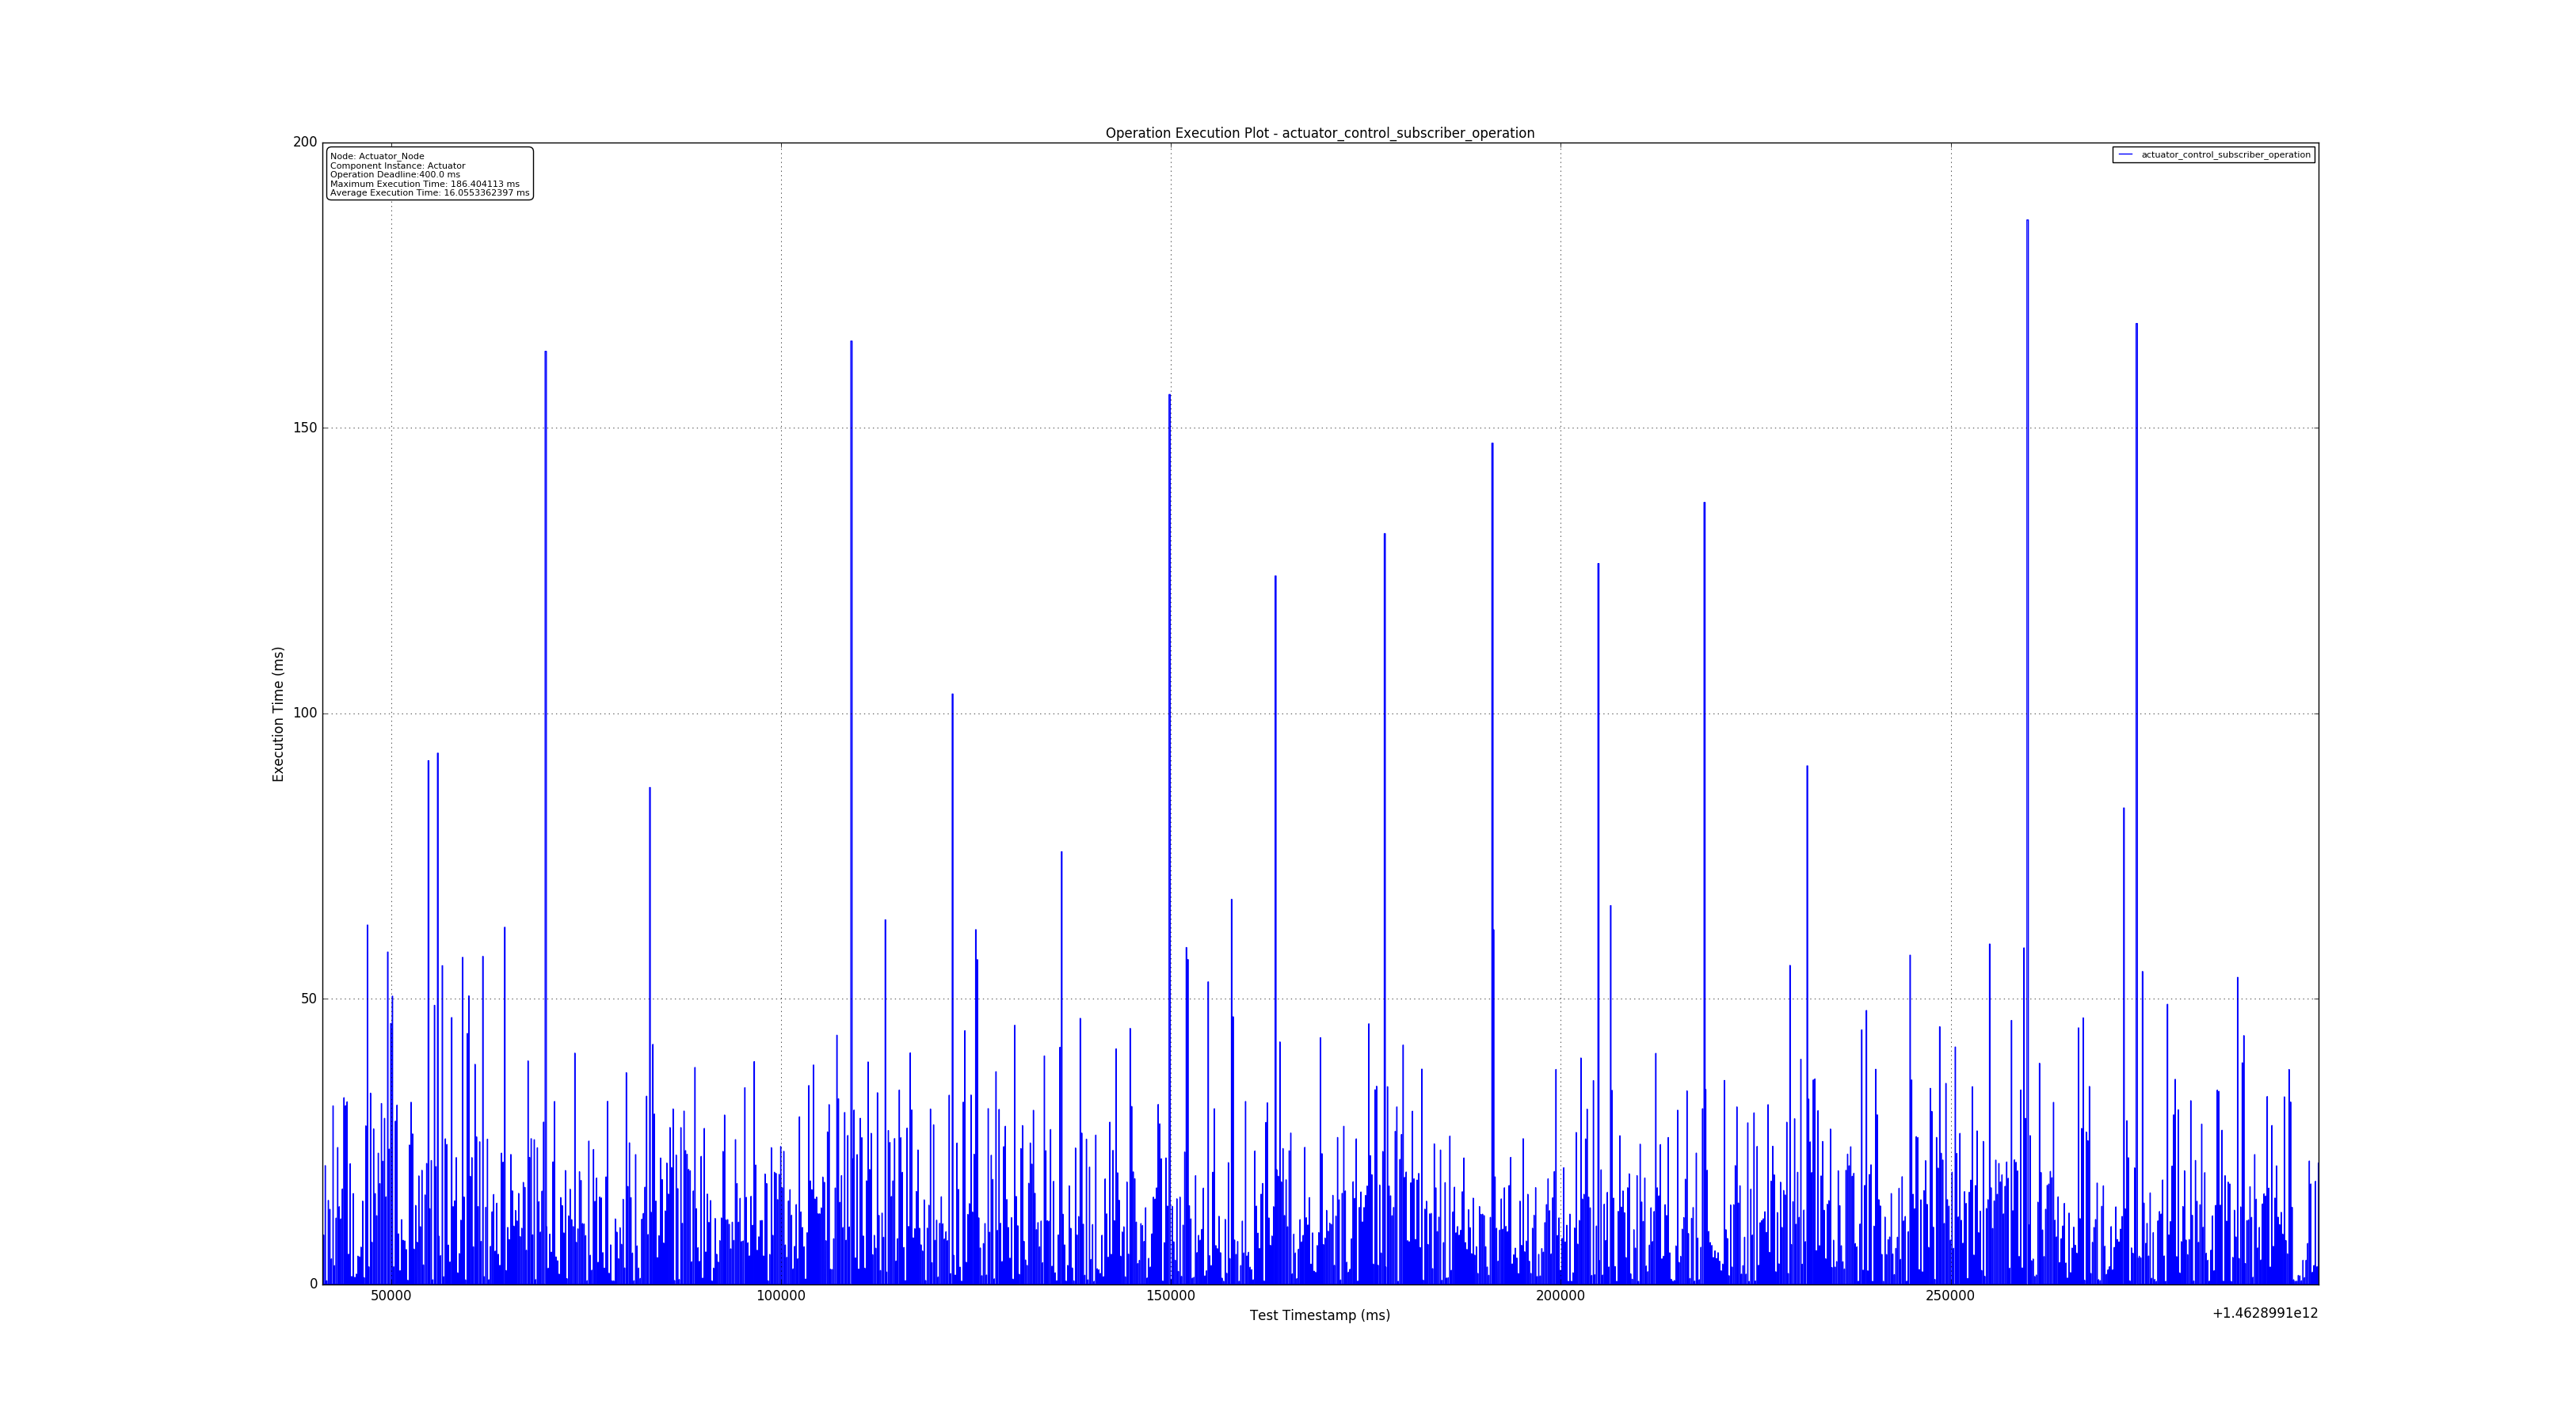 Operation Execution Plot - actuator_control_subscriber_operation
Node: Actuator_Node
Component Instance: Actuator
Operation Deadline:400.0 ms
Maximum Execution Time: 186.404113 ms
Average Execution Time: 16.0553362397 ms
actuator_control_subscriber_operation
200
150
100
50
0
Execution Time (ms)
50000 100000 150000 200000 250000
+1.4628991e12
Test Timestamp (ms)